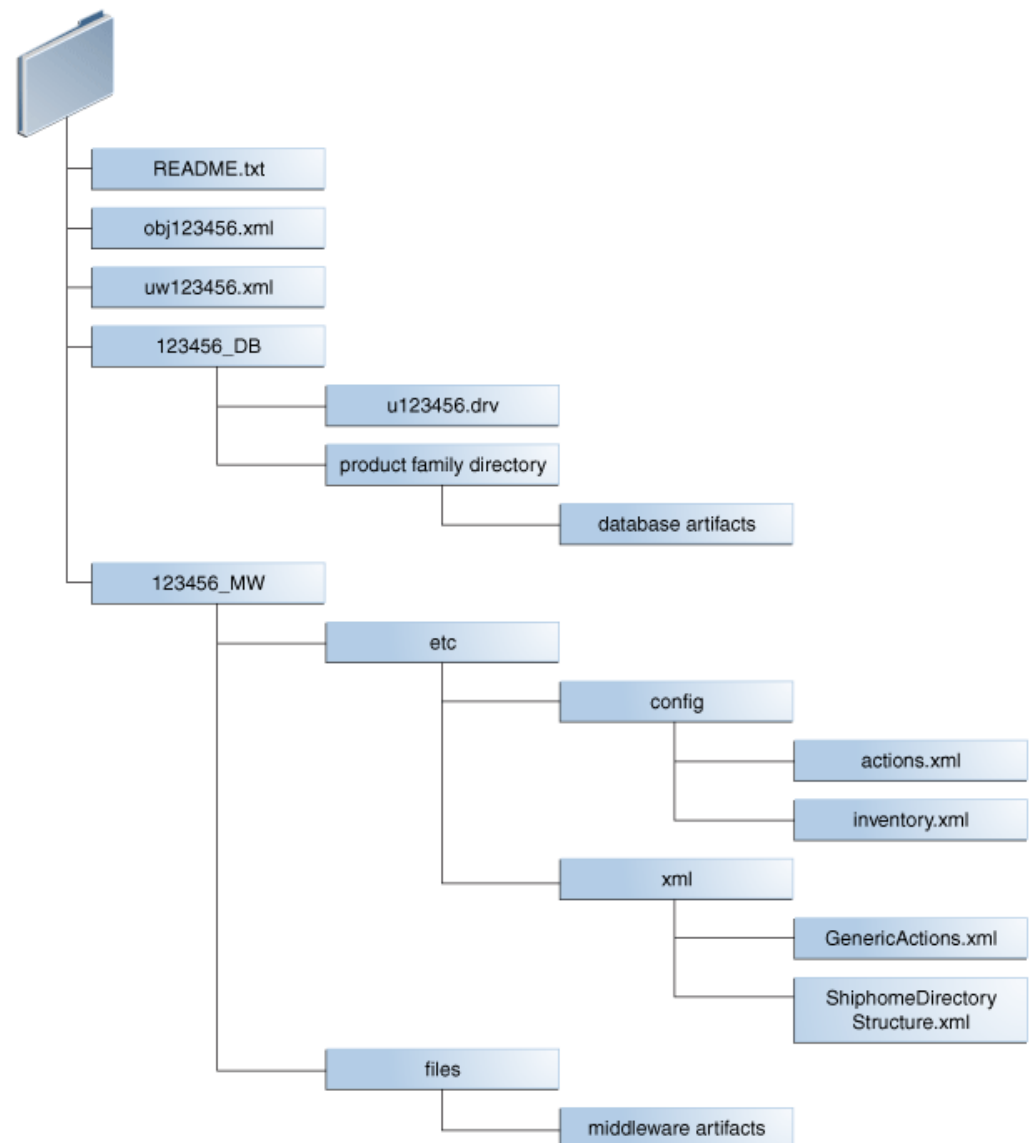 README.txt
obj123456.xml
uw123456.xml
123456_DB
u123456.drv
product family directory
database artifacts
123456_MW
etc
config
actions.xml
inventory.xml
xml
GenericActions.xml
ShiphomeDirectory
Structure.xml
files
middleware artifacts